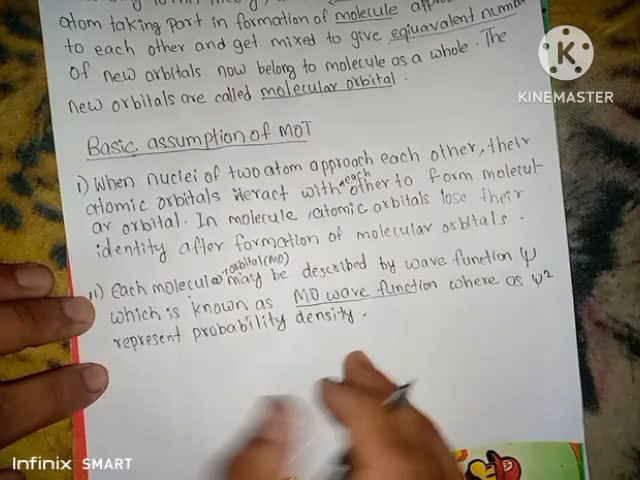 atom taking part in formation of molecule
to each other and get mixed to give equavalent number
of new orbitals now belong to molecule as a whole. The
new orbitals are called molecular orbital.
Basic assumption of MOT
i) When nuclei of two atom approach each other, their
atomic orbitals iteract with each other to form molecul-
ar orbital. In molecule, atomic orbitals lose their
identity after formation of molecular orbitals.
ii) Each molecular orbital (MO) may be described by wave function ψ
which is known as MO wave function where as ψ²
represent probability density.
KINEMASTER
Infinix SMART